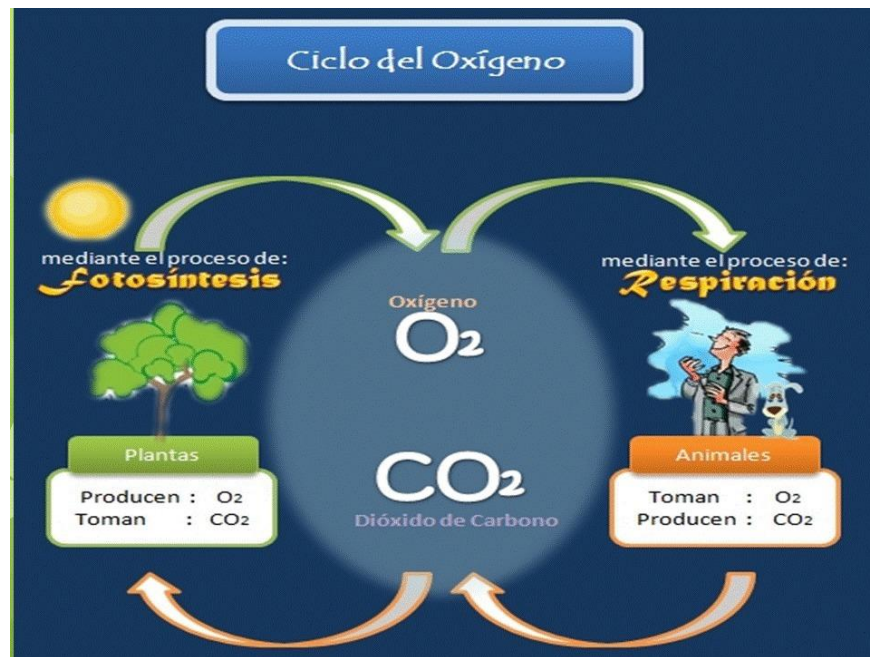 Ciclo del Oxígeno
mediante el proceso de:
Fotosíntesis
mediante el proceso de:
Respiración
Oxígeno
O2
CO2
Dióxido de Carbono
Plantas
Producen : O2
Toman : CO2
Animales
Toman : O2
Producen : CO2